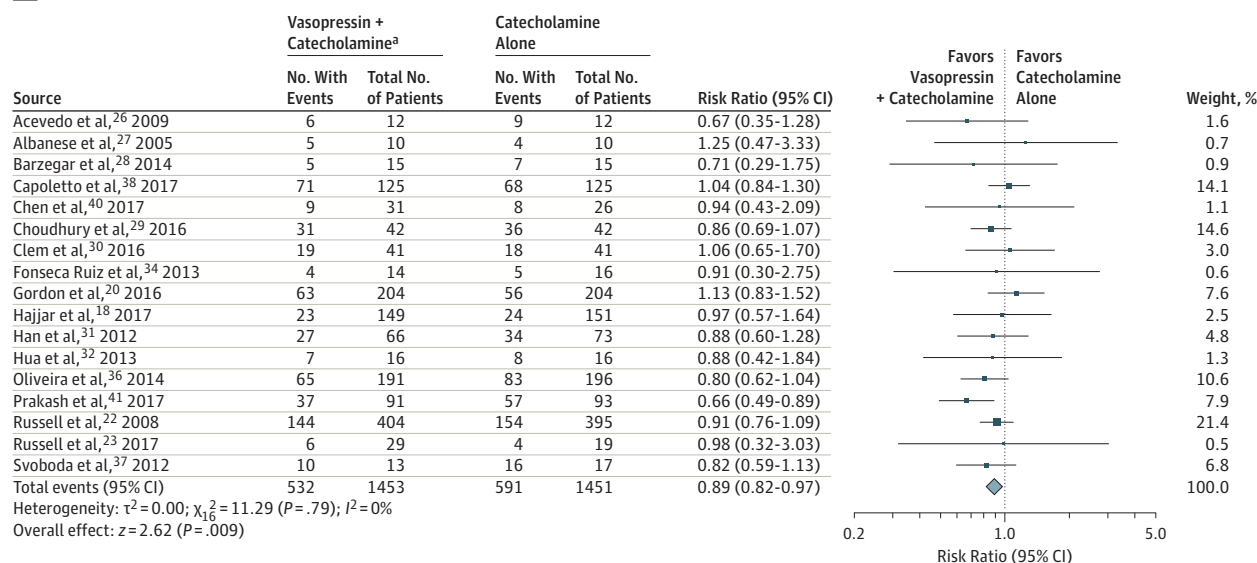 Vasopressin + Catecholamineᵃ Catecholamine Alone
Favors Vasopressin + Catecholamine Favors Catecholamine Alone
Source No. With Events Total No. of Patients No. With Events Total No. of Patients Risk Ratio (95% CI) Weight, %
Acevedo et al,26 2009 6 12 9 12 0.67 (0.35-1.28) 1.6
Albanese et al,27 2005 5 10 4 10 1.25 (0.47-3.33) 0.7
Barzegar et al,28 2014 5 15 7 15 0.71 (0.29-1.75) 0.9
Capoletto et al,38 2017 71 125 68 125 1.04 (0.84-1.30) 14.1
Chen et al,40 2017 9 31 8 26 0.94 (0.43-2.09) 1.1
Choudhury et al,29 2016 31 42 36 42 0.86 (0.69-1.07) 14.6
Clem et al,30 2016 19 41 18 41 1.06 (0.65-1.70) 3.0
Fonseca Ruiz et al,34 2013 4 14 5 16 0.91 (0.30-2.75) 0.6
Gordon et al,20 2016 63 204 56 204 1.13 (0.83-1.52) 7.6
Hajjar et al,18 2017 23 149 24 151 0.97 (0.57-1.64) 2.5
Han et al,31 2012 27 66 34 73 0.88 (0.60-1.28) 4.8
Hua et al,32 2013 7 16 8 16 0.88 (0.42-1.84) 1.3
Oliveira et al,36 2014 65 191 83 196 0.80 (0.62-1.04) 10.6
Prakash et al,41 2017 37 91 57 93 0.66 (0.49-0.89) 7.9
Russell et al,22 2008 144 404 154 395 0.91 (0.76-1.09) 21.4
Russell et al,23 2017 6 29 4 19 0.98 (0.32-3.03) 0.5
Svoboda et al,37 2012 10 13 16 17 0.82 (0.59-1.13) 6.8
Total events (95% CI) 532 1453 591 1451 0.89 (0.82-0.97) 100.0
Heterogeneity: τ²=0.00; χ₁₆²=11.29 (P=.79); I²=0%
Overall effect: z=2.62 (P=.009)
0.2 1.0 5.0
Risk Ratio (95% CI)